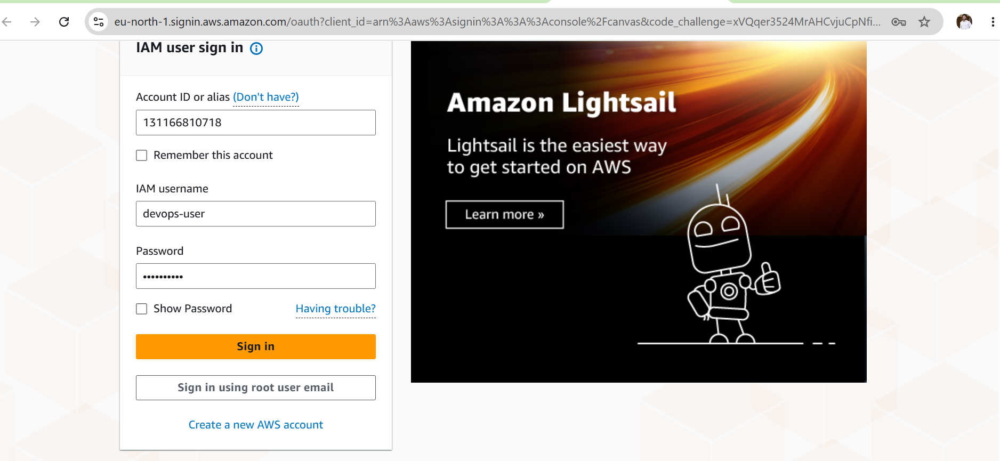 eu-north-1.signin.aws.amazon.com/oauth?client_id=arn%3Aaws%3Asignin%3A%3A%3Aconsole%2Fcanvas&code_challenge=xVQqer3524MrAHCvjuCpNfi...
IAM user sign in
Account ID or alias (Don't have?)
131166810718
Remember this account
IAM username
devops-user
Password
••••••••••
Show Password
Having trouble?
Sign in
Sign in using root user email
Create a new AWS account
Amazon Lightsail
Lightsail is the easiest way
to get started on AWS
Learn more »